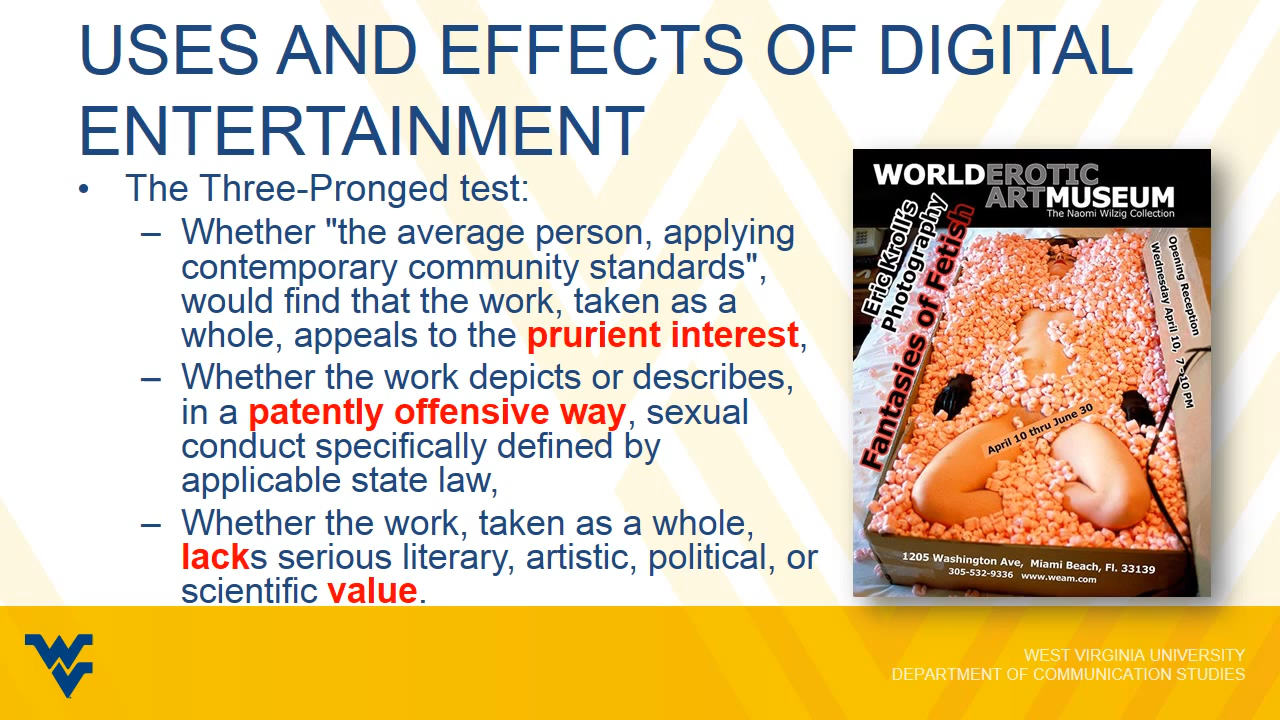 USES AND EFFECTS OF DIGITAL
ENTERTAINMENT
• The Three-Pronged test:
– Whether "the average person, applying
contemporary community standards",
would find that the work, taken as a
whole, appeals to the prurient interest,
– Whether the work depicts or describes,
in a patently offensive way, sexual
conduct specifically defined by
applicable state law,
– Whether the work, taken as a whole,
lacks serious literary, artistic, political, or
scientific value.
WORLDEROTIC
ARTMUSEUM
The Naomi Wilzig Collection
Eric Kroll's
Photography
Fantasies of Fetish
Opening Reception
Wednesday April 10, 7 - 10 PM
April 10 thru June 30
1205 Washington Ave, Miami Beach, Fl. 33139
305-532-9336 www.weam.com
WV
WEST VIRGINIA UNIVERSITY
DEPARTMENT OF COMMUNICATION STUDIES